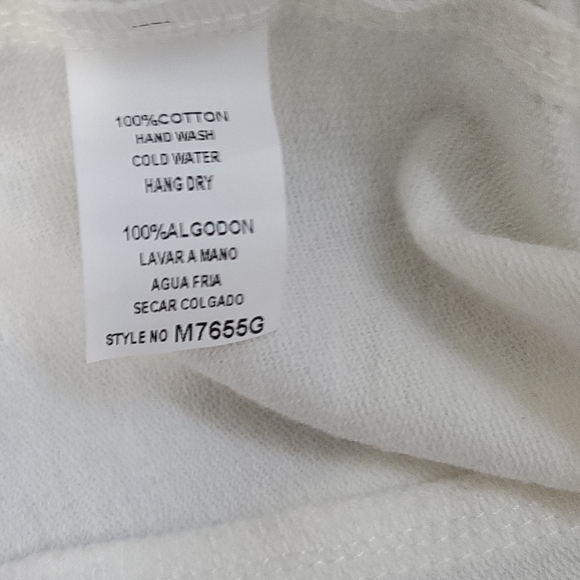 100%COTTON
HAND WASH
COLD WATER
HANG DRY
100%ALGODON
LAVAR A MANO
AGUA FRIA
SECAR COLGADO
STYLE NO M7655G